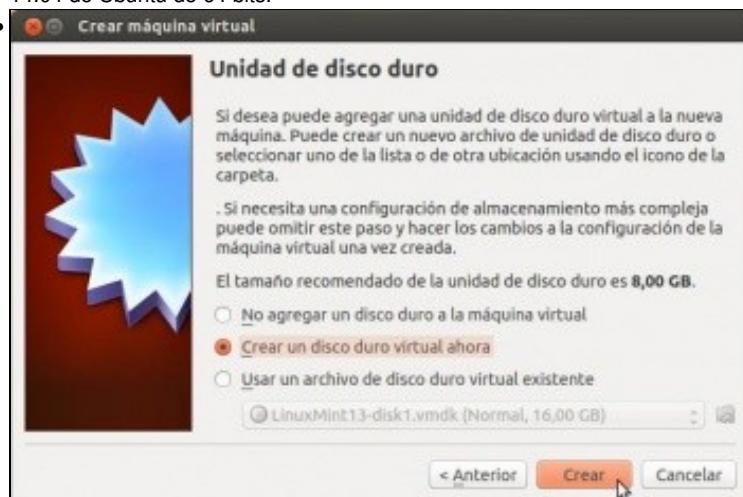 Crear máquina virtual
Unidad de disco duro
Si desea puede agregar una unidad de disco duro virtual a la nueva
máquina. Puede crear un nuevo archivo de unidad de disco duro o
seleccionar uno de la lista o de otra ubicación usando el icono de la
carpeta.
. Si necesita una configuración de almacenamiento más compleja
puede omitir este paso y hacer los cambios a la configuración de la
máquina virtual una vez creada.
El tamaño recomendado de la unidad de disco duro es 8,00 GB.
No agregar un disco duro a la máquina virtual
Crear un disco duro virtual ahora
Usar un archivo de disco duro virtual existente
LinuxMint13-disk1.vmdk (Normal, 16,00 GB)
< Anterior Crear Cancelar